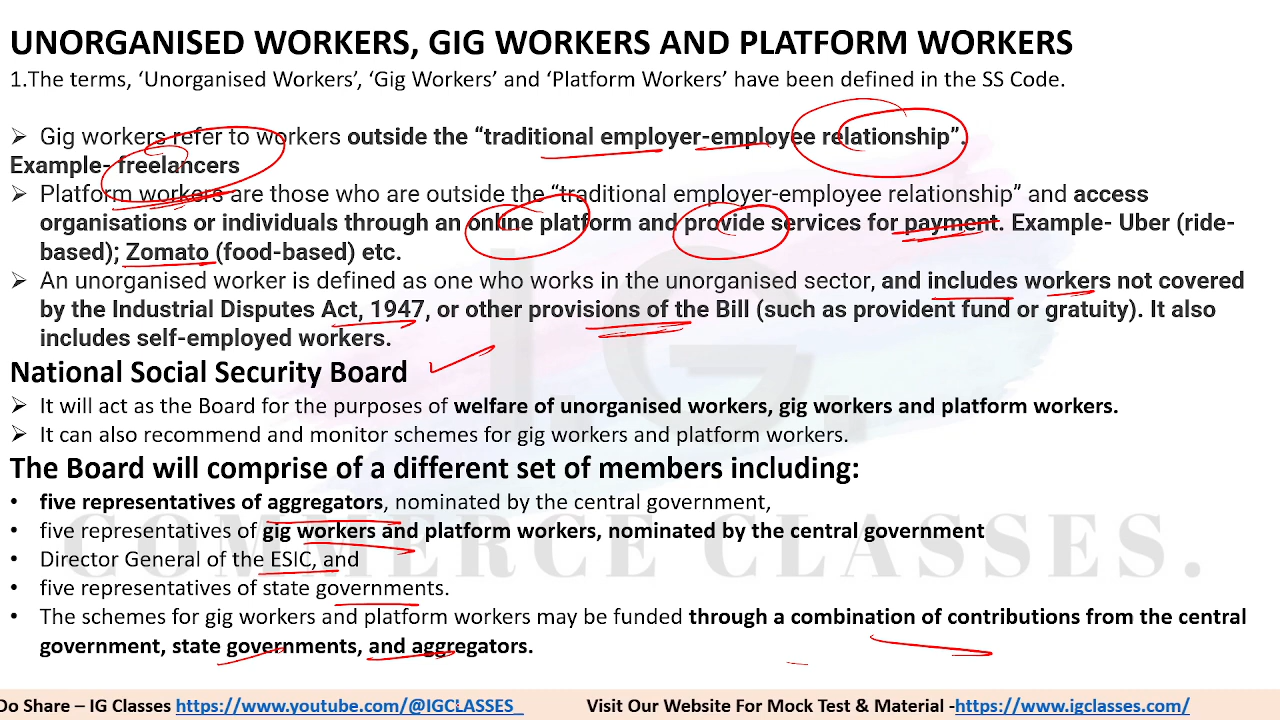 UNORGANISED WORKERS, GIG WORKERS AND PLATFORM WORKERS
1.The terms, ‘Unorganised Workers’, ‘Gig Workers’ and ‘Platform Workers’ have been defined in the SS Code.
➢ Gig workers refer to workers outside the “traditional employer-employee relationship”.
Example- freelancers
➢ Platform workers are those who are outside the “traditional employer-employee relationship” and access
organisations or individuals through an online platform and provide services for payment. Example- Uber (ride-
based); Zomato (food-based) etc.
➢ An unorganised worker is defined as one who works in the unorganised sector, and includes workers not covered
by the Industrial Disputes Act, 1947, or other provisions of the Bill (such as provident fund or gratuity). It also
includes self-employed workers.
National Social Security Board
➢ It will act as the Board for the purposes of welfare of unorganised workers, gig workers and platform workers.
➢ It can also recommend and monitor schemes for gig workers and platform workers.
The Board will comprise of a different set of members including:
• five representatives of aggregators, nominated by the central government,
• five representatives of gig workers and platform workers, nominated by the central government
• Director General of the ESIC, and
• five representatives of state governments.
• The schemes for gig workers and platform workers may be funded through a combination of contributions from the central
government, state governments, and aggregators.
I.G.
COMMERCE CLASSES.
Do Share – IG Classes https://www.youtube.com/@IGCLASSES_ Visit Our Website For Mock Test & Material -https://www.igclasses.com/